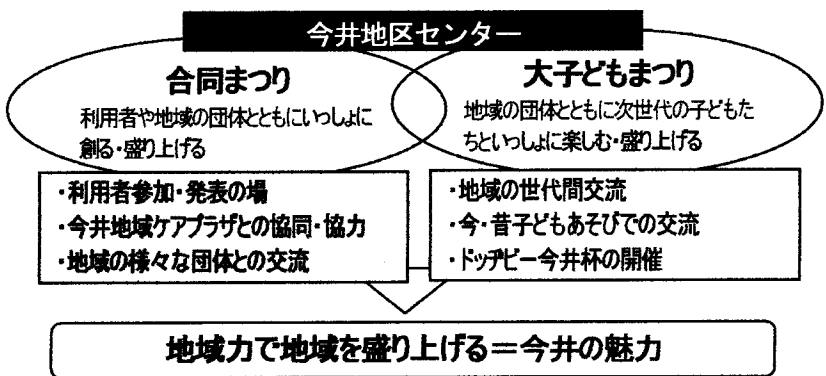 今井地区センター
合同まつり
利用者や地域の団体とともにいっしょに
創る・盛り上げる
大子どもまつり
地域の団体とともに次世代の子どもた
ちといっしょに楽しむ・盛り上げる
・利用者参加・発表の場
・今井地域ケアプラザとの協同・協力
・地域の様々な団体との交流
・地域の世代間交流
・今・昔子どもあそびでの交流
・ドッヂビー今井杯の開催
地域力で地域を盛り上げる＝今井の魅力